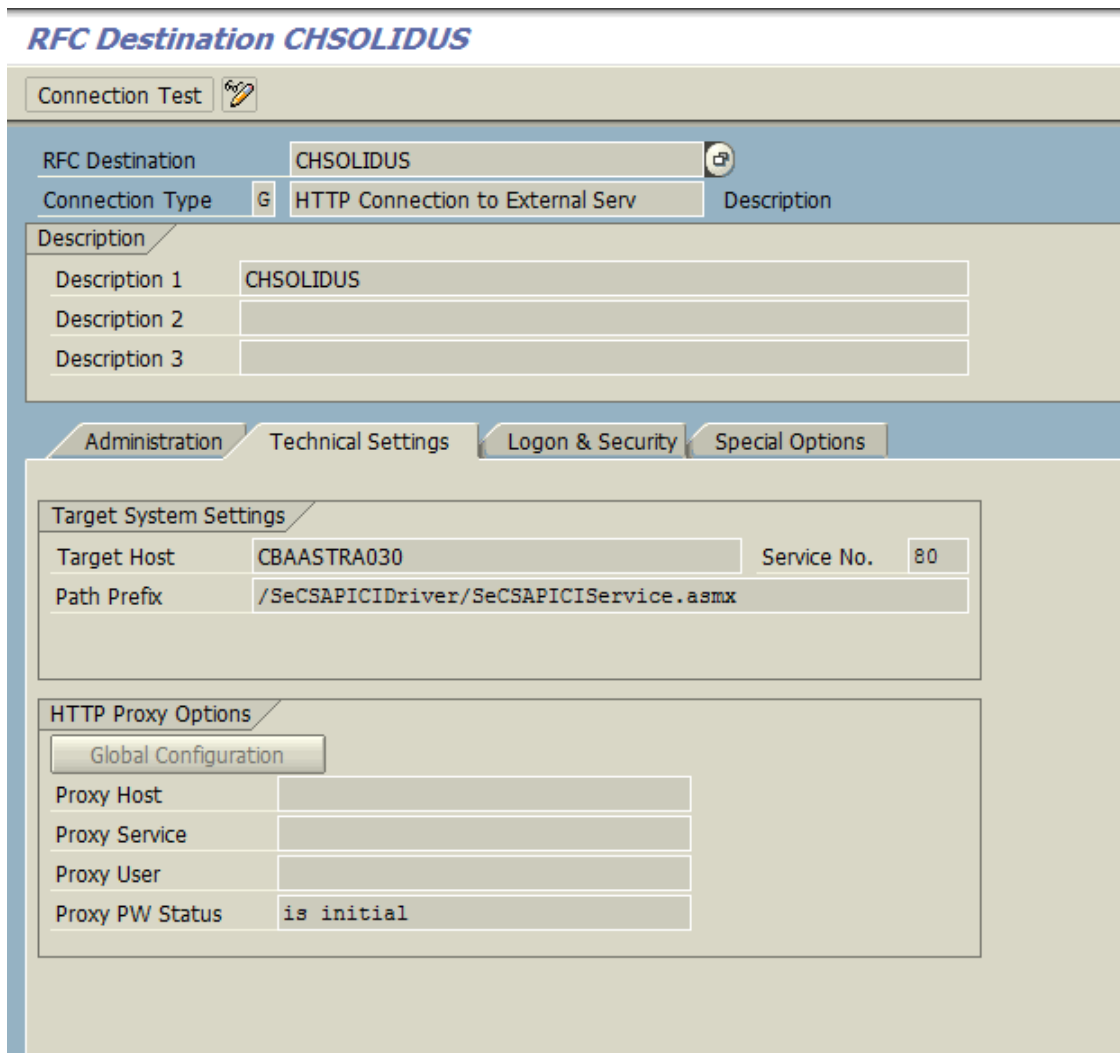 RFC Destination CHSOLIDUS
Connection Test
RFC Destination CHSOLIDUS
Connection Type G HTTP Connection to External Serv Description
Description
Description 1 CHSOLIDUS
Description 2
Description 3
Administration Technical Settings Logon & Security Special Options
Target System Settings
Target Host CBAASTRA030 Service No. 80
Path Prefix /SeCSAPICIDriver/SeCSAPICIService.asmx
HTTP Proxy Options
Global Configuration
Proxy Host
Proxy Service
Proxy User
Proxy PW Status is initial